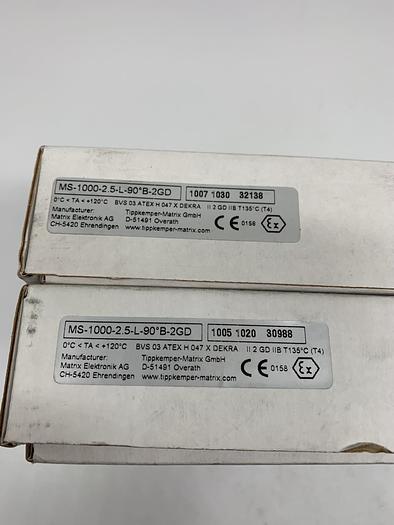 MS-1000-2.5-L-90°B-2GD 1007 1030 32138
0°C < TA < +120°C BVS 03 ATEX H 047 X DEKRA II 2 GD IIB T135°C (T4)
Manufacturer: Tippkemper-Matrix GmbH
Matrix Elektronik AG D-51491 Overath
CH-5420 Ehrendingen www.tippkemper-matrix.com
CE 0158 Ex
MS-1000-2.5-L-90°B-2GD 1005 1020 30988
0°C < TA < +120°C BVS 03 ATEX H 047 X DEKRA II 2 GD IIB T135°C (T4)
Manufacturer: Tippkemper-Matrix GmbH
Matrix Elektronik AG D-51491 Overath
CH-5420 Ehrendingen www.tippkemper-matrix.com
CE 0158 Ex